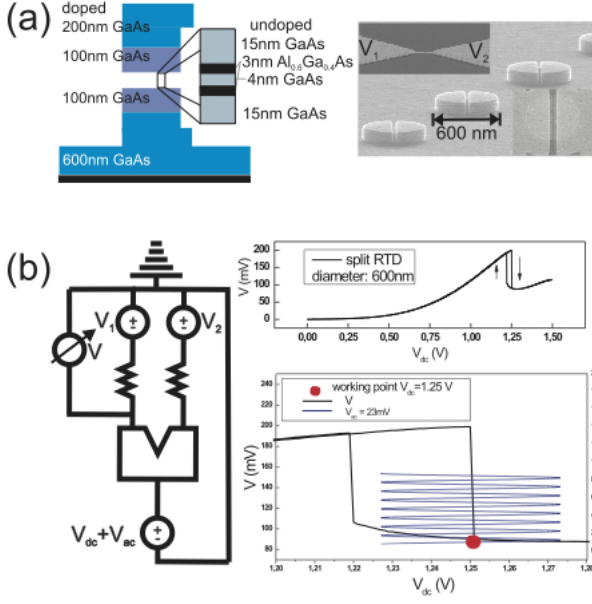 (a)
doped
200nm GaAs
100nm GaAs
100nm GaAs
600nm GaAs
undoped
15nm GaAs
3nm Al0.6Ga0.4As
4nm GaAs
15nm GaAs
V1
V2
600 nm
(b)
V
V1
V2
Vdc+Vac
V (mV)
200
150
100
50
0
split RTD
diameter: 600nm
0,00 0,25 0,50 0,75 1,00 1,25 1,50
Vdc (V)
V (mV)
240
220
200
180
160
140
120
100
80
working point Vdc=1.25 V
V
Vac = 23mV
1,20 1,21 1,22 1,23 1,24 1,25 1,26 1,27 1,28
Vdc (V)